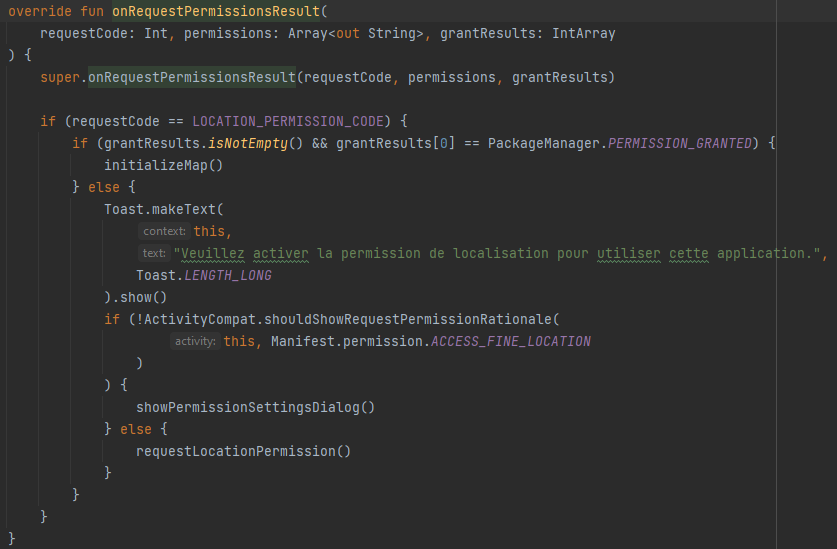 override fun onRequestPermissionsResult(
requestCode: Int, permissions: Array<out String>, grantResults: IntArray
) {
super.onRequestPermissionsResult(requestCode, permissions, grantResults)
if (requestCode == LOCATION_PERMISSION_CODE) {
if (grantResults.isNotEmpty() && grantResults[0] == PackageManager.PERMISSION_GRANTED) {
initializeMap()
} else {
Toast.makeText(
context: this,
text: "Veuillez activer la permission de localisation pour utiliser cette application.",
Toast.LENGTH_LONG
).show()
if (!ActivityCompat.shouldShowRequestPermissionRationale(
activity: this, Manifest.permission.ACCESS_FINE_LOCATION
)
) {
showPermissionSettingsDialog()
} else {
requestLocationPermission()
}
}
}
}